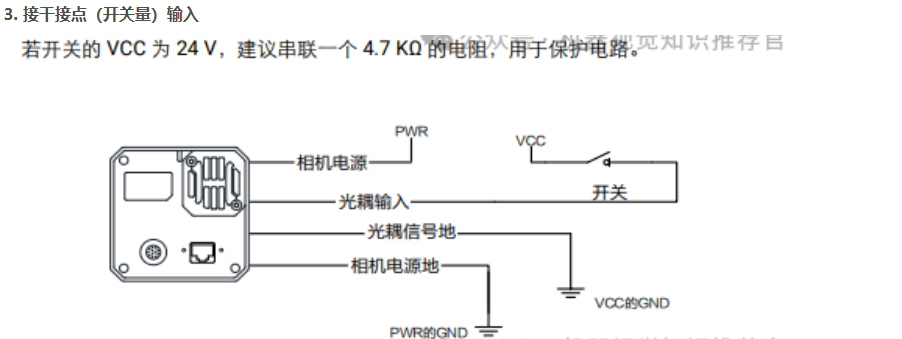 3. 接干接点（开关量）输入
若开关的 VCC 为 24 V，建议串联一个 4.7 KΩ 的电阻，用于保护电路。
PWR
VCC
相机电源
开关
光耦输入
光耦信号地
相机电源地
VCC的GND
PWR的GND